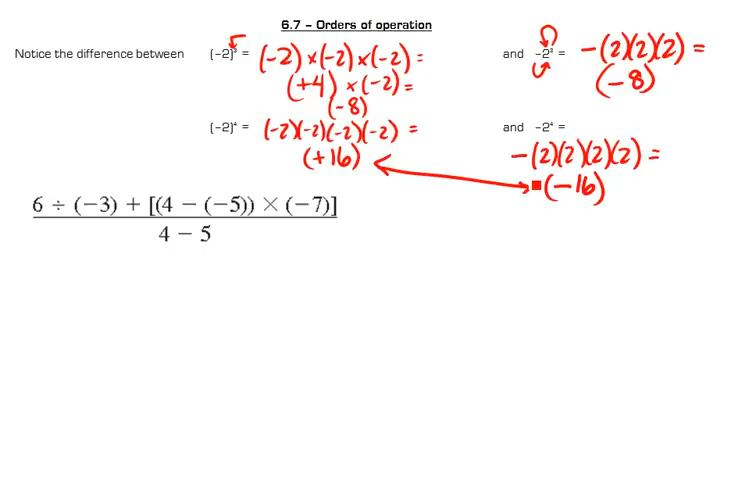 6.7 – Orders of operation
Notice the difference between (-2)³ = (-2) × (-2) × (-2) = and -2³ = -(2)(2)(2) =
(+4) × (-2) = (-8)
(-8)
(-2)⁴ = (-2)(-2)(-2)(-2) = and -2⁴ =
(+16) -(2)(2)(2)(2) =
(-16)
6 ÷ (−3) + [(4 − (−5)) × (−7)]
4 − 5